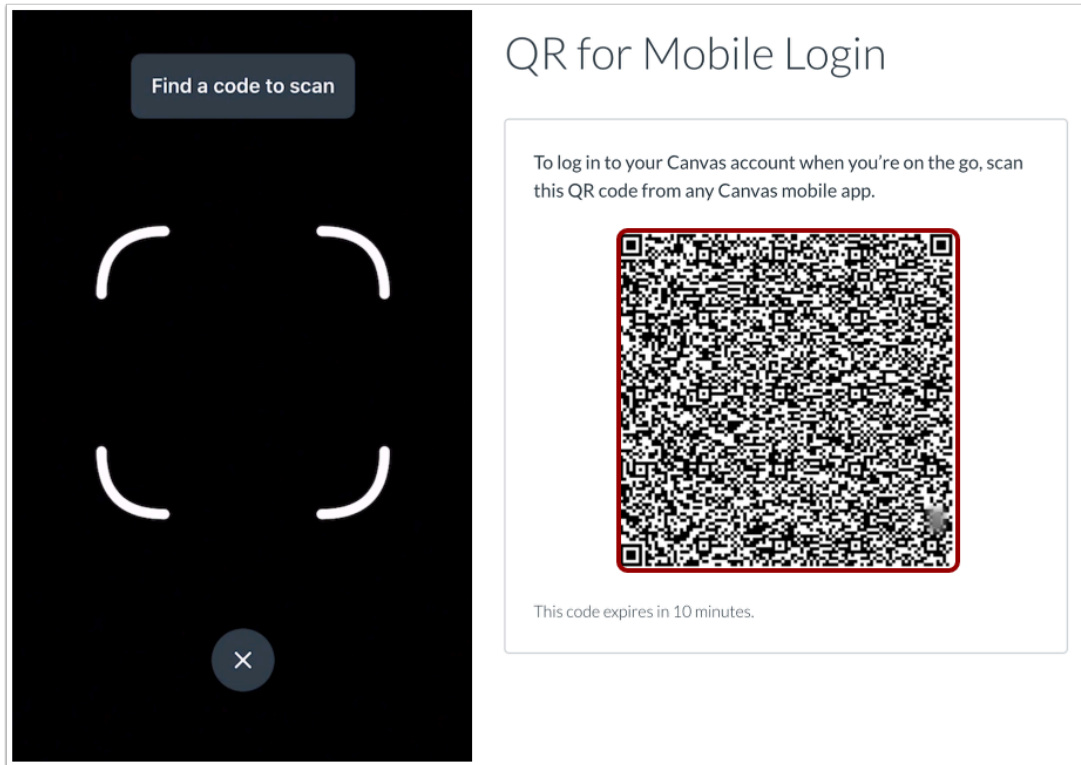 Find a code to scan
QR for Mobile Login
To log in to your Canvas account when you're on the go, scan
this QR code from any Canvas mobile app.
This code expires in 10 minutes.